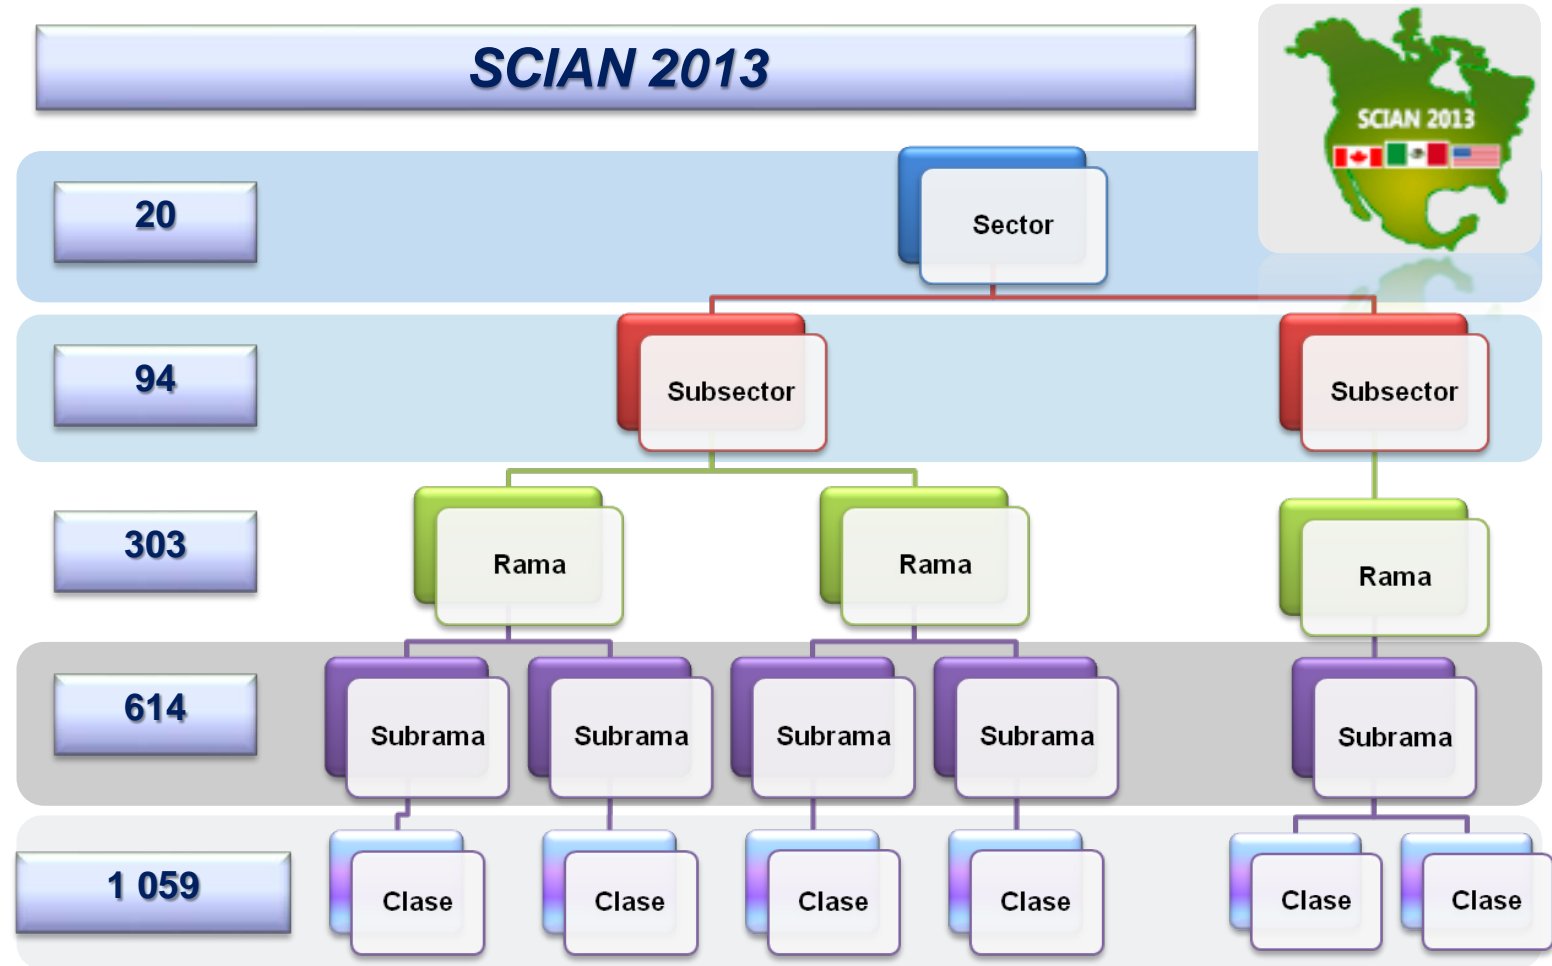 SCIAN 2013
SCIAN 2013
20
Sector
94
Subsector
Subsector
303
Rama
Rama
Rama
614
Subrama
Subrama
Subrama
Subrama
Subrama
1 059
Clase
Clase
Clase
Clase
Clase
Clase